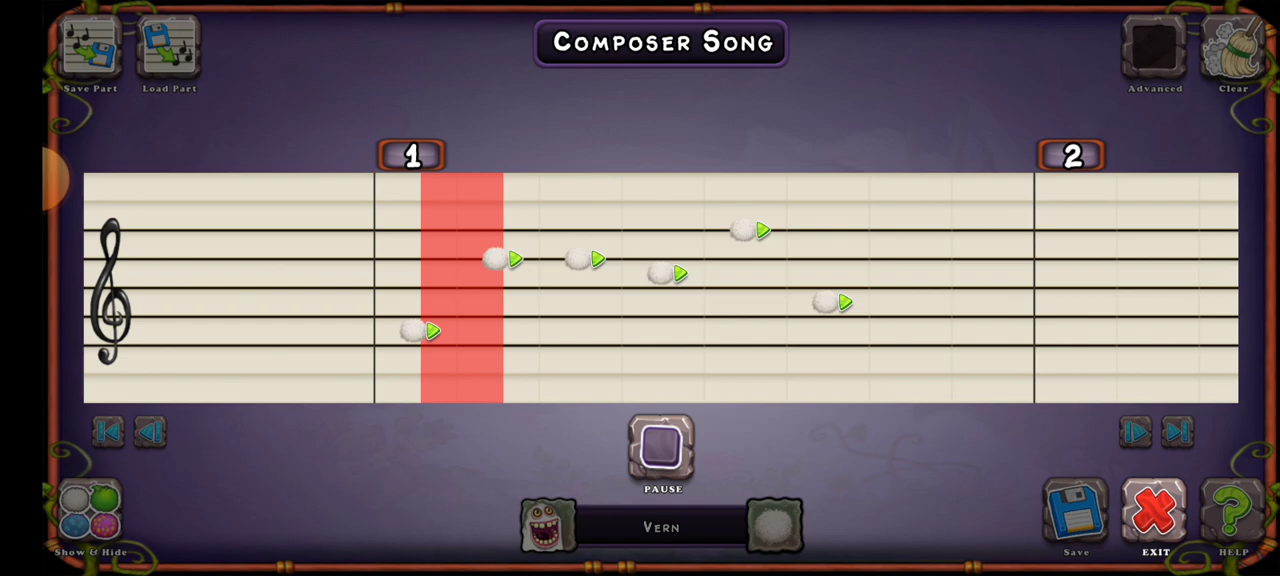 Composer Song
Save Part
Load Part
Advanced
Clear
1
2
PAUSE
Vern
Show & Hide
Save
EXIT
HELP